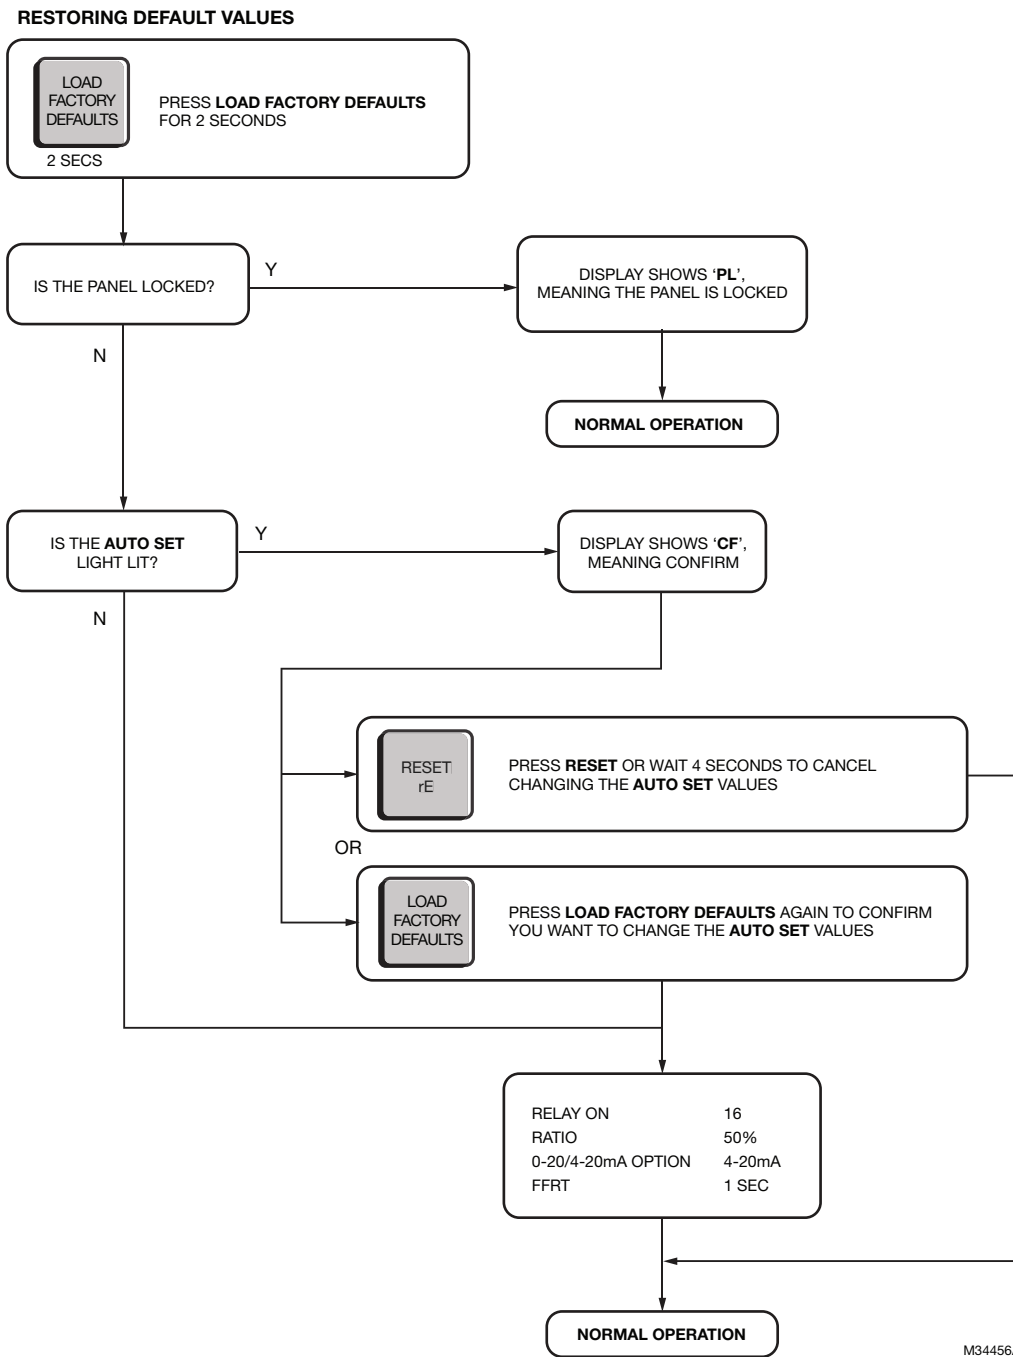 RESTORING DEFAULT VALUES
LOAD
FACTORY
DEFAULTS
2 SECS
PRESS LOAD FACTORY DEFAULTS
FOR 2 SECONDS
IS THE PANEL LOCKED?
Y
DISPLAY SHOWS ‘PL’,
MEANING THE PANEL IS LOCKED
N
NORMAL OPERATION
IS THE AUTO SET
LIGHT LIT?
Y
DISPLAY SHOWS ‘CF’,
MEANING CONFIRM
N
RESET
rE
PRESS RESET OR WAIT 4 SECONDS TO CANCEL
CHANGING THE AUTO SET VALUES
OR
LOAD
FACTORY
DEFAULTS
PRESS LOAD FACTORY DEFAULTS AGAIN TO CONFIRM
YOU WANT TO CHANGE THE AUTO SET VALUES
RELAY ON 16
RATIO 50%
0-20/4-20mA OPTION 4-20mA
FFRT 1 SEC
NORMAL OPERATION